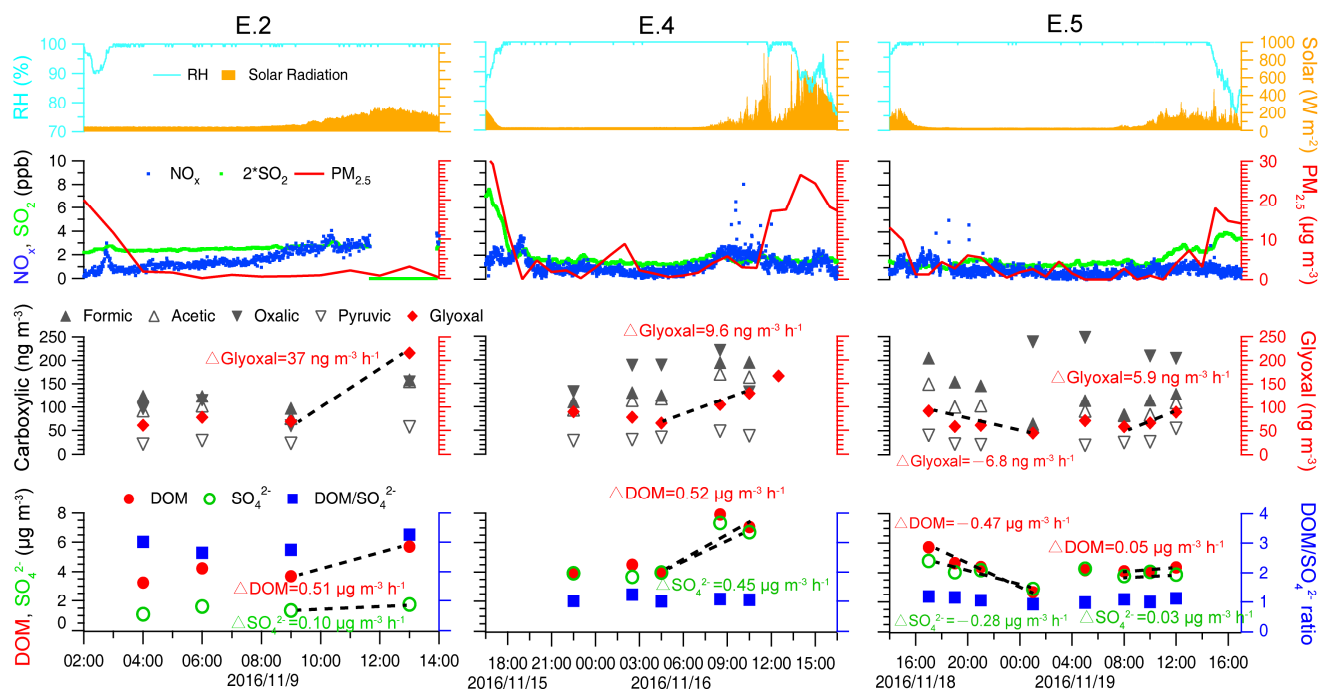 E.2 E.4 E.5
RH (%)
100
90
80
70
RH Solar Radiation
1000
800
600
400
200
0
Solar (W m-2)
NOx, SO2 (ppb)
10
8
6
4
2
0
NOx 2*SO2 PM2.5
30
20
10
0
PM2.5 (µg m-3)
Formic Acetic Oxalic Pyruvic Glyoxal
Carboxylic (ng m-3)
250
200
150
100
50
0
△Glyoxal=37 ng m-3 h-1
△Glyoxal=9.6 ng m-3 h-1
△Glyoxal=5.9 ng m-3 h-1
△Glyoxal=−6.8 ng m-3 h-1
250
200
150
100
50
0
Glyoxal (ng m-3)
DOM SO42- DOM/SO42-
DOM, SO42- (µg m-3)
8
6
4
2
0
△DOM=0.51 µg m-3 h-1
△SO42-=0.10 µg m-3 h-1
△DOM=0.52 µg m-3 h-1
△SO42-=0.45 µg m-3 h-1
△DOM=−0.47 µg m-3 h-1
△DOM=0.05 µg m-3 h-1
△SO42-=−0.28 µg m-3 h-1
△SO42-=0.03 µg m-3 h-1
4
3
2
1
0
DOM/SO42- ratio
02:00 04:00 06:00 08:00 10:00 12:00 14:00
2016/11/9
18:00 21:00 00:00 03:00 06:00 09:00 12:00 15:00
2016/11/15 2016/11/16
16:00 20:00 00:00 04:00 08:00 12:00 16:00
2016/11/18 2016/11/19